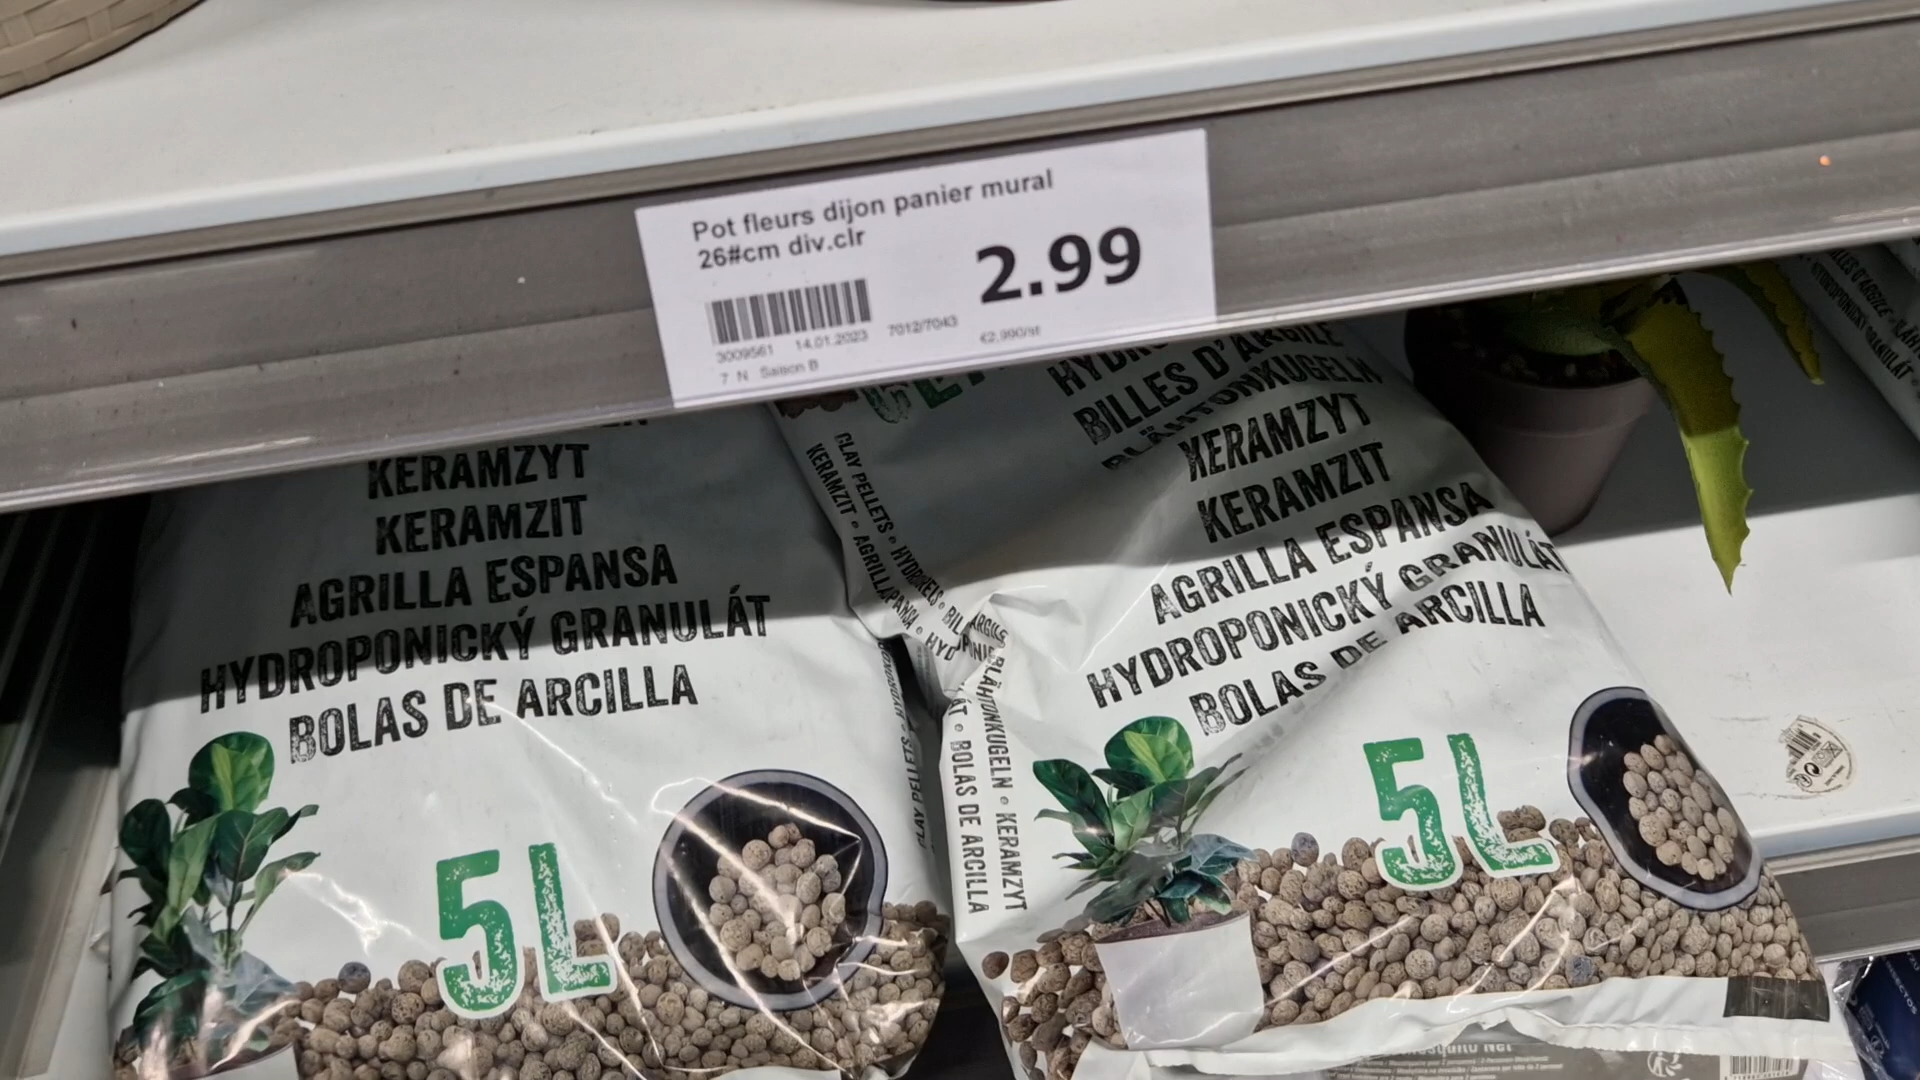 Pot fleurs dijon panier mural
26#cm div.clr
2.99
3009561 14.01.2023 7012/7043 €2,990/st
7 N Saison B
KERAMZYT
KERAMZIT
AGRILLA ESPANSA
HYDROPONICKÝ GRANULÁT
BOLAS DE ARCILLA
5L
BILLES D'ARGILE
BLÄHTONKUGELN
KERAMZYT
KERAMZIT
AGRILLA ESPANSA
HYDROPONICKÝ GRANULÁT
BOLAS DE ARCILLA
5L
CLAY PELLETS
KERAMZIT
BLÄHTONKUGELN • KERAMZYT
BOLAS DE ARCILLA
CLAY PELLETS